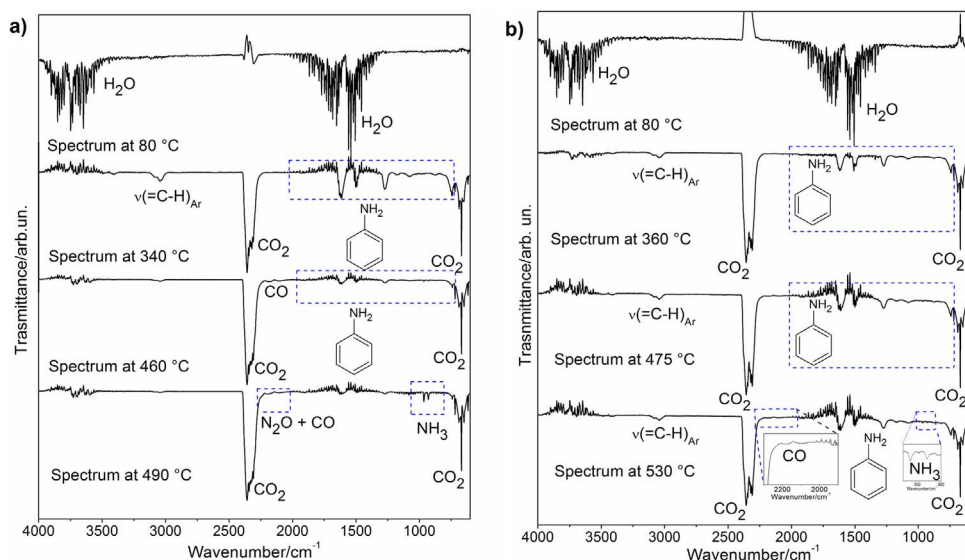 a)
H₂O
H₂O
Spectrum at 80 °C
ν(=C-H)Ar
NH₂
CO₂
CO₂
Spectrum at 340 °C
CO
NH₂
CO₂
CO₂
Spectrum at 460 °C
N₂O + CO
NH₃
Spectrum at 490 °C
CO₂
CO₂
4000 3500 3000 2500 2000 1500 1000
Wavenumber/cm⁻¹
Trasmittance/arb.un.
b)
H₂O
H₂O
Spectrum at 80 °C
NH₂
ν(=C-H)Ar
Spectrum at 360 °C
CO₂
CO₂
NH₂
ν(=C-H)Ar
Spectrum at 475 °C
CO₂
CO₂
ν(=C-H)Ar
NH₂
CO
NH₃
Spectrum at 530 °C
2200 2000
Wavenumber/cm⁻¹
CO₂
CO₂
4000 3500 3000 2500 2000 1500 1000
Wavenumber/cm⁻¹
Trasnmittance/arb. un.